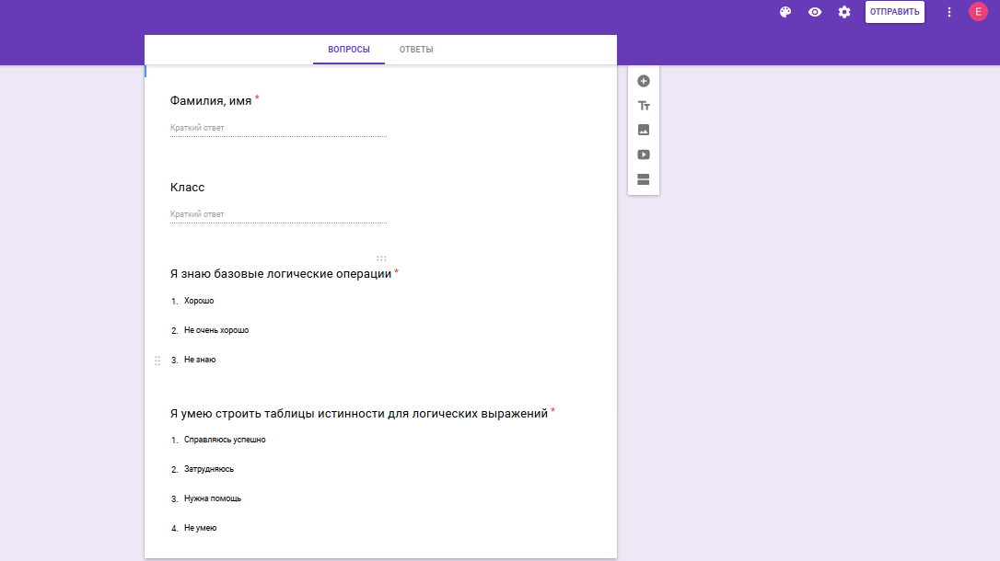 ОТПРАВИТЬ
E
ВОПРОСЫ ОТВЕТЫ
Фамилия, имя *
Краткий ответ
Класс
Краткий ответ
Я знаю базовые логические операции *
1. Хорошо
2. Не очень хорошо
3. Не знаю
Я умею строить таблицы истинности для логических выражений *
1. Справляюсь успешно
2. Затрудняюсь
3. Нужна помощь
4. Не умею